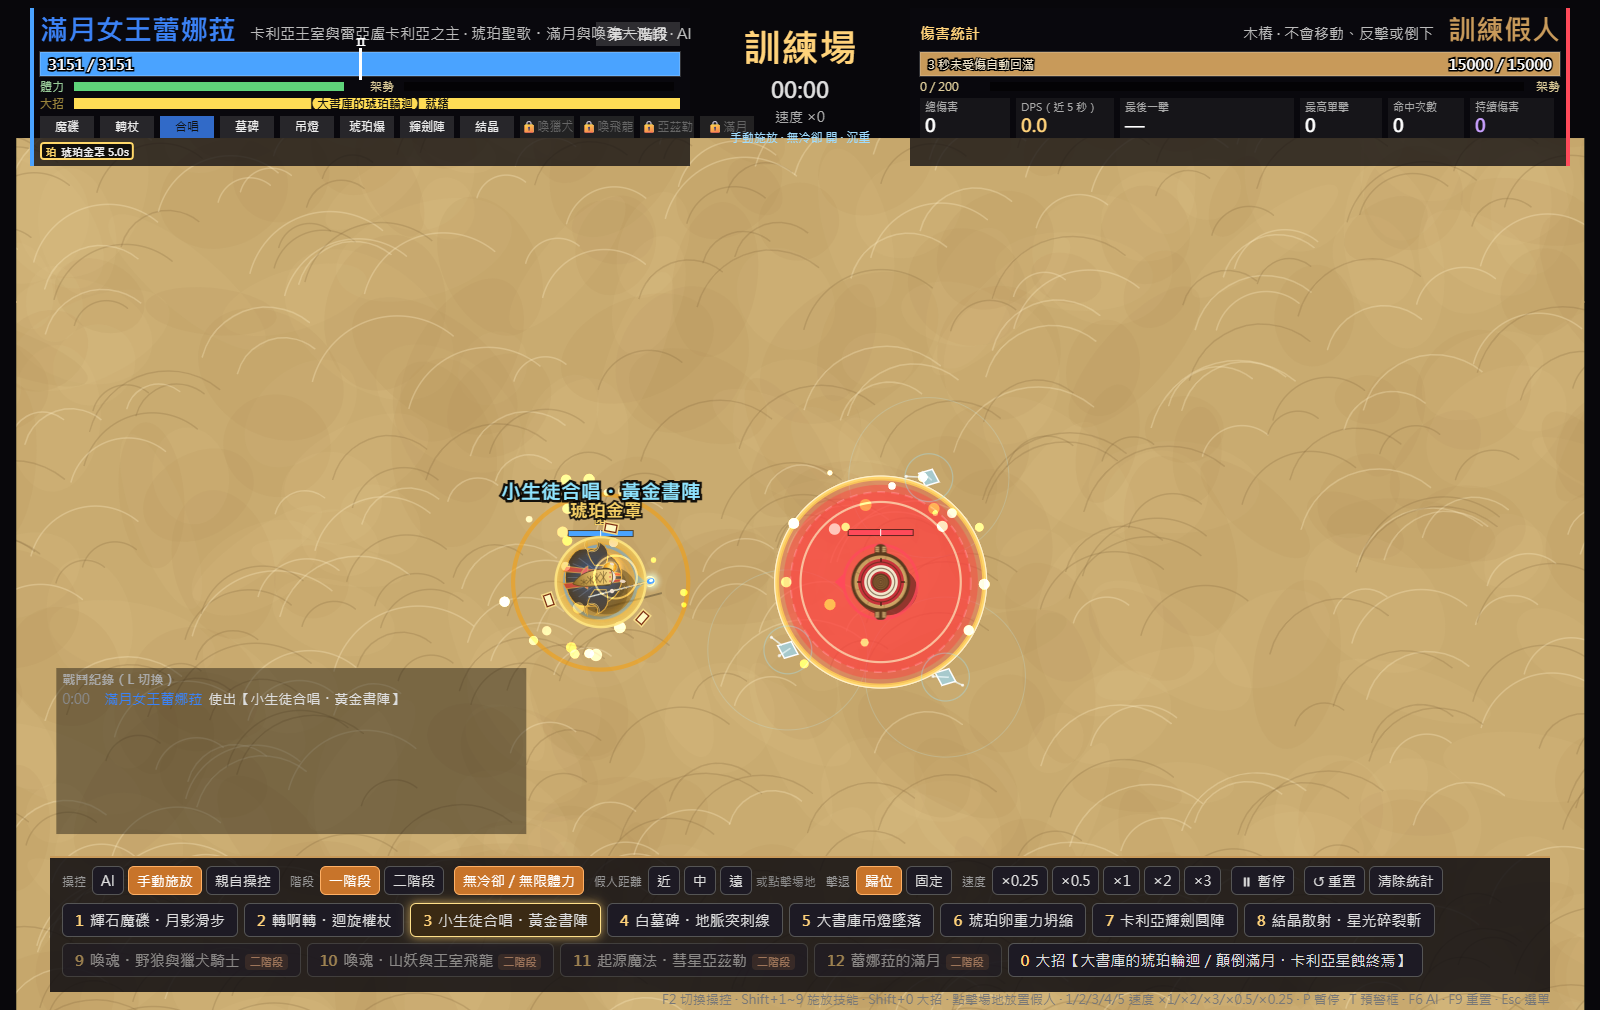 滿月女王蕾娜菈
卡利亞王室與雷亞盧卡利亞之主 · 琥珀聖歌 · 滿月與喚
第一階段
AI
II
3151 / 3151
體力
架勢
大招
【大書庫的琥珀輪迴】就緒
魔礫
轉杖
合唱
墓碑
吊燈
琥珀爆
輝劍陣
結晶
喚獵犬
喚飛龍
亞茲勒
滿月
珀 琥珀金罩 5.0s
訓練場
00:00
速度 ×0
手動施放 · 無冷卻 開 · 沉重
傷害統計
木樁 · 不會移動、反擊或倒下
訓練假人
3 秒未受傷自動回滿
15000 / 15000
0 / 200
架勢
總傷害
0
DPS ( 近 5 秒 )
0.0
最後一擊
—
最高單擊
0
命中次數
0
持續傷害
0
小生徒合唱・黃金書陣
琥珀金罩
戰鬥紀錄 ( L 切換 )
0:00 滿月女王蕾娜菈 使出【小生徒合唱・黃金書陣】
操控 AI 手動施放 親自操控 階段 一階段 二階段 無冷卻 / 無限體力 假人距離 近 中 遠 或點擊場地 擊退 歸位 固定 速度 ×0.25 ×0.5 ×1 ×2 ×3 ⏸ 暫停 ↺ 重置 清除統計
1 輝石魔礫・月影滑步
2 轉啊轉・迴旋權杖
3 小生徒合唱・黃金書陣
4 白墓碑・地脈突刺線
5 大書庫吊燈墜落
6 琥珀卵重力坍縮
7 卡利亞輝劍圓陣
8 結晶散射・星光碎裂斬
9 喚魂・野狼與獵犬騎士 二階段
10 喚魂・山妖與王室飛龍 二階段
11 起源魔法・彗星亞茲勒 二階段
12 蕾娜菈的滿月 二階段
0 大招【大書庫的琥珀輪迴 / 顛倒滿月・卡利亞星蝕終焉】
F2 切換操控 · Shift+1~9 施放技能 · Shift+0 大招 · 點擊場地放置假人 · 1/2/3/4/5 速度 ×1/×2/×3/×0.5/×0.25 · P 暫停 · T 預警框 · F6 AI · F9 重置 · Esc 選單